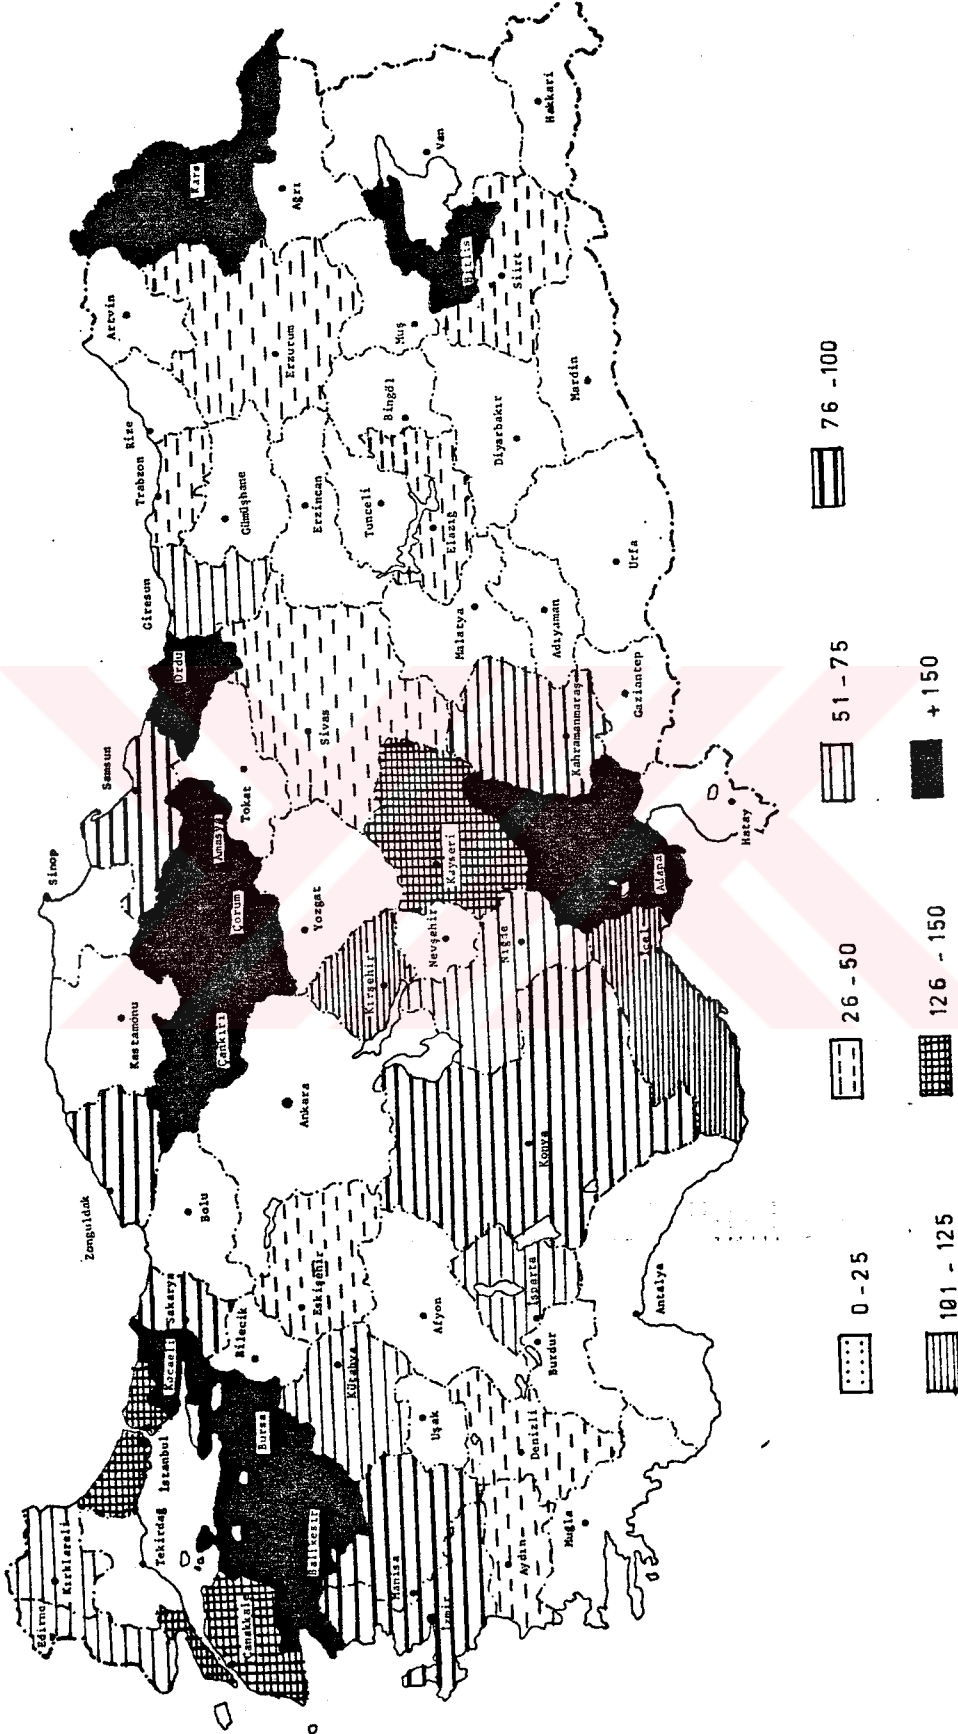 Edirne
Kırklareli
Tekirdağ
İstanbul
Çanakkale
Kocaeli
Sakarya
Bilecik
Bursa
Balıkesir
Manisa
İzmir
Aydın
Muğla
Denizli
Uşak
Kütahya
Eskişehir
Afyon
Burdur
Isparta
Antalya
Zonguldak
Bolu
Ankara
Konya
Kastamonu
Çankırı
Sinop
Çorum
Amasya
Samsun
Tokat
Yozgat
Kırşehir
Nevşehir
Niğde
Kayseri
İçel
Adana
Hatay
Ordu
Sivas
Kahramanmaraş
Gaziantep
Giresun
Malatya
Adıyaman
Urfa
Trabzon
Rize
Gümüşhane
Erzincan
Tunceli
Elazığ
Bingöl
Diyarbakır
Mardin
Artvin
Erzurum
Muş
Kars
Ağrı
Bitlis
Siirt
Van
Hakkari
0-25
26-50
51-75
76-100
101-125
126-150
+150